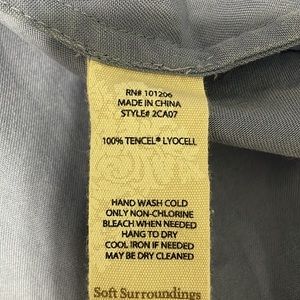 RN# 101206
MADE IN CHINA
STYLE# 2CA07
100% TENCEL® LYOCELL
HAND WASH COLD
ONLY NON-CHLORINE
BLEACH WHEN NEEDED
HANG TO DRY
COOL IRON IF NEEDED
MAY BE DRY CLEANED
Soft Surroundings